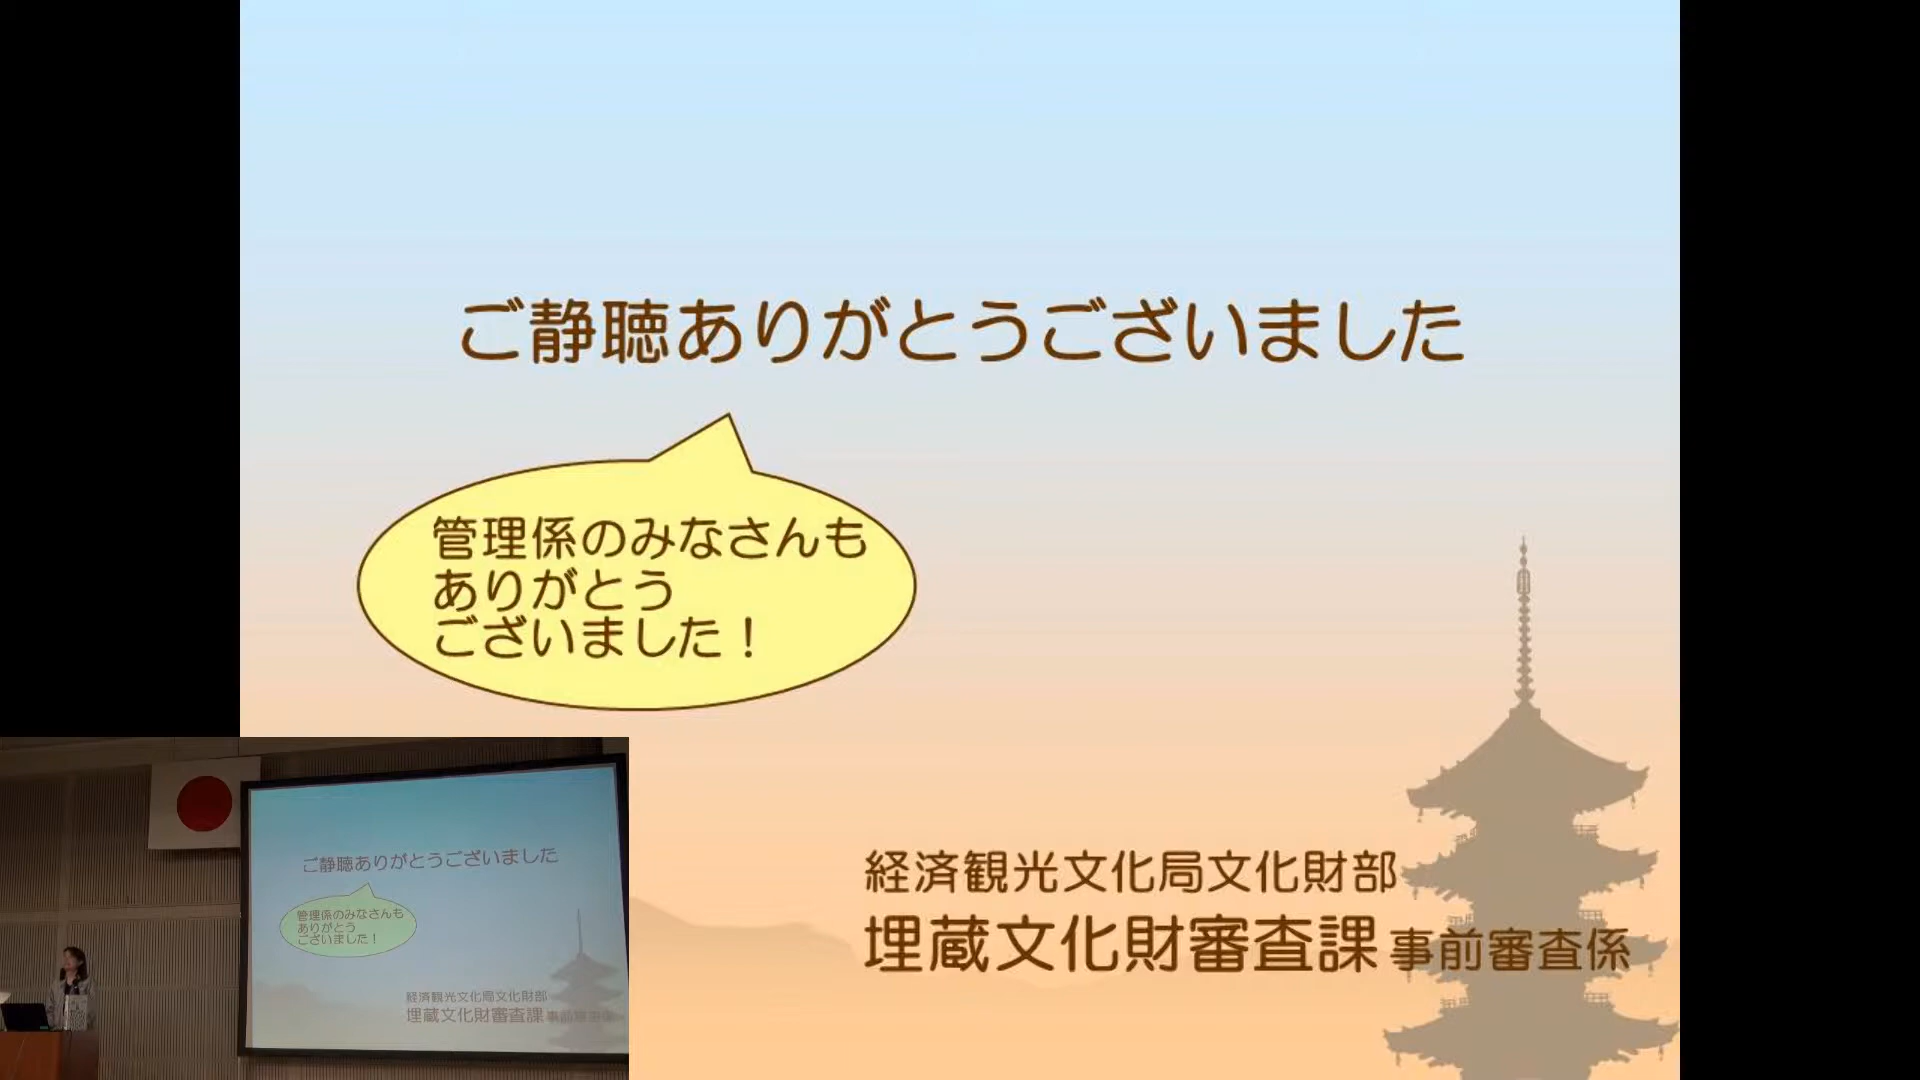 ご静聴ありがとうございました
管理係のみなさんも
ありがとう
ございました！
経済観光文化局文化財部
埋蔵文化財審査課 事前審査係
ご静聴ありがとうございました
管理係のみなさんも
ありがとう
ございました！
経済観光文化局文化財部
埋蔵文化財審査課 事前審査係